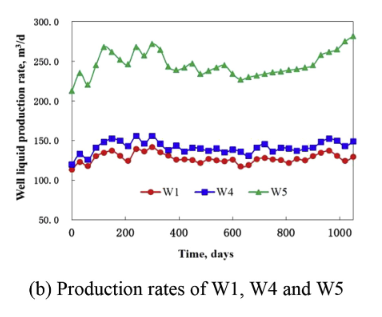 300. 0
250. 0
200. 0
150. 0
100. 0
50. 0
Well liquid production rate, m³/d
W1 W4 W5
0 200 400 600 800 1000
Time, days
(b) Production rates of W1, W4 and W5